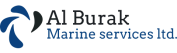 Al Burak
Marine services ltd.